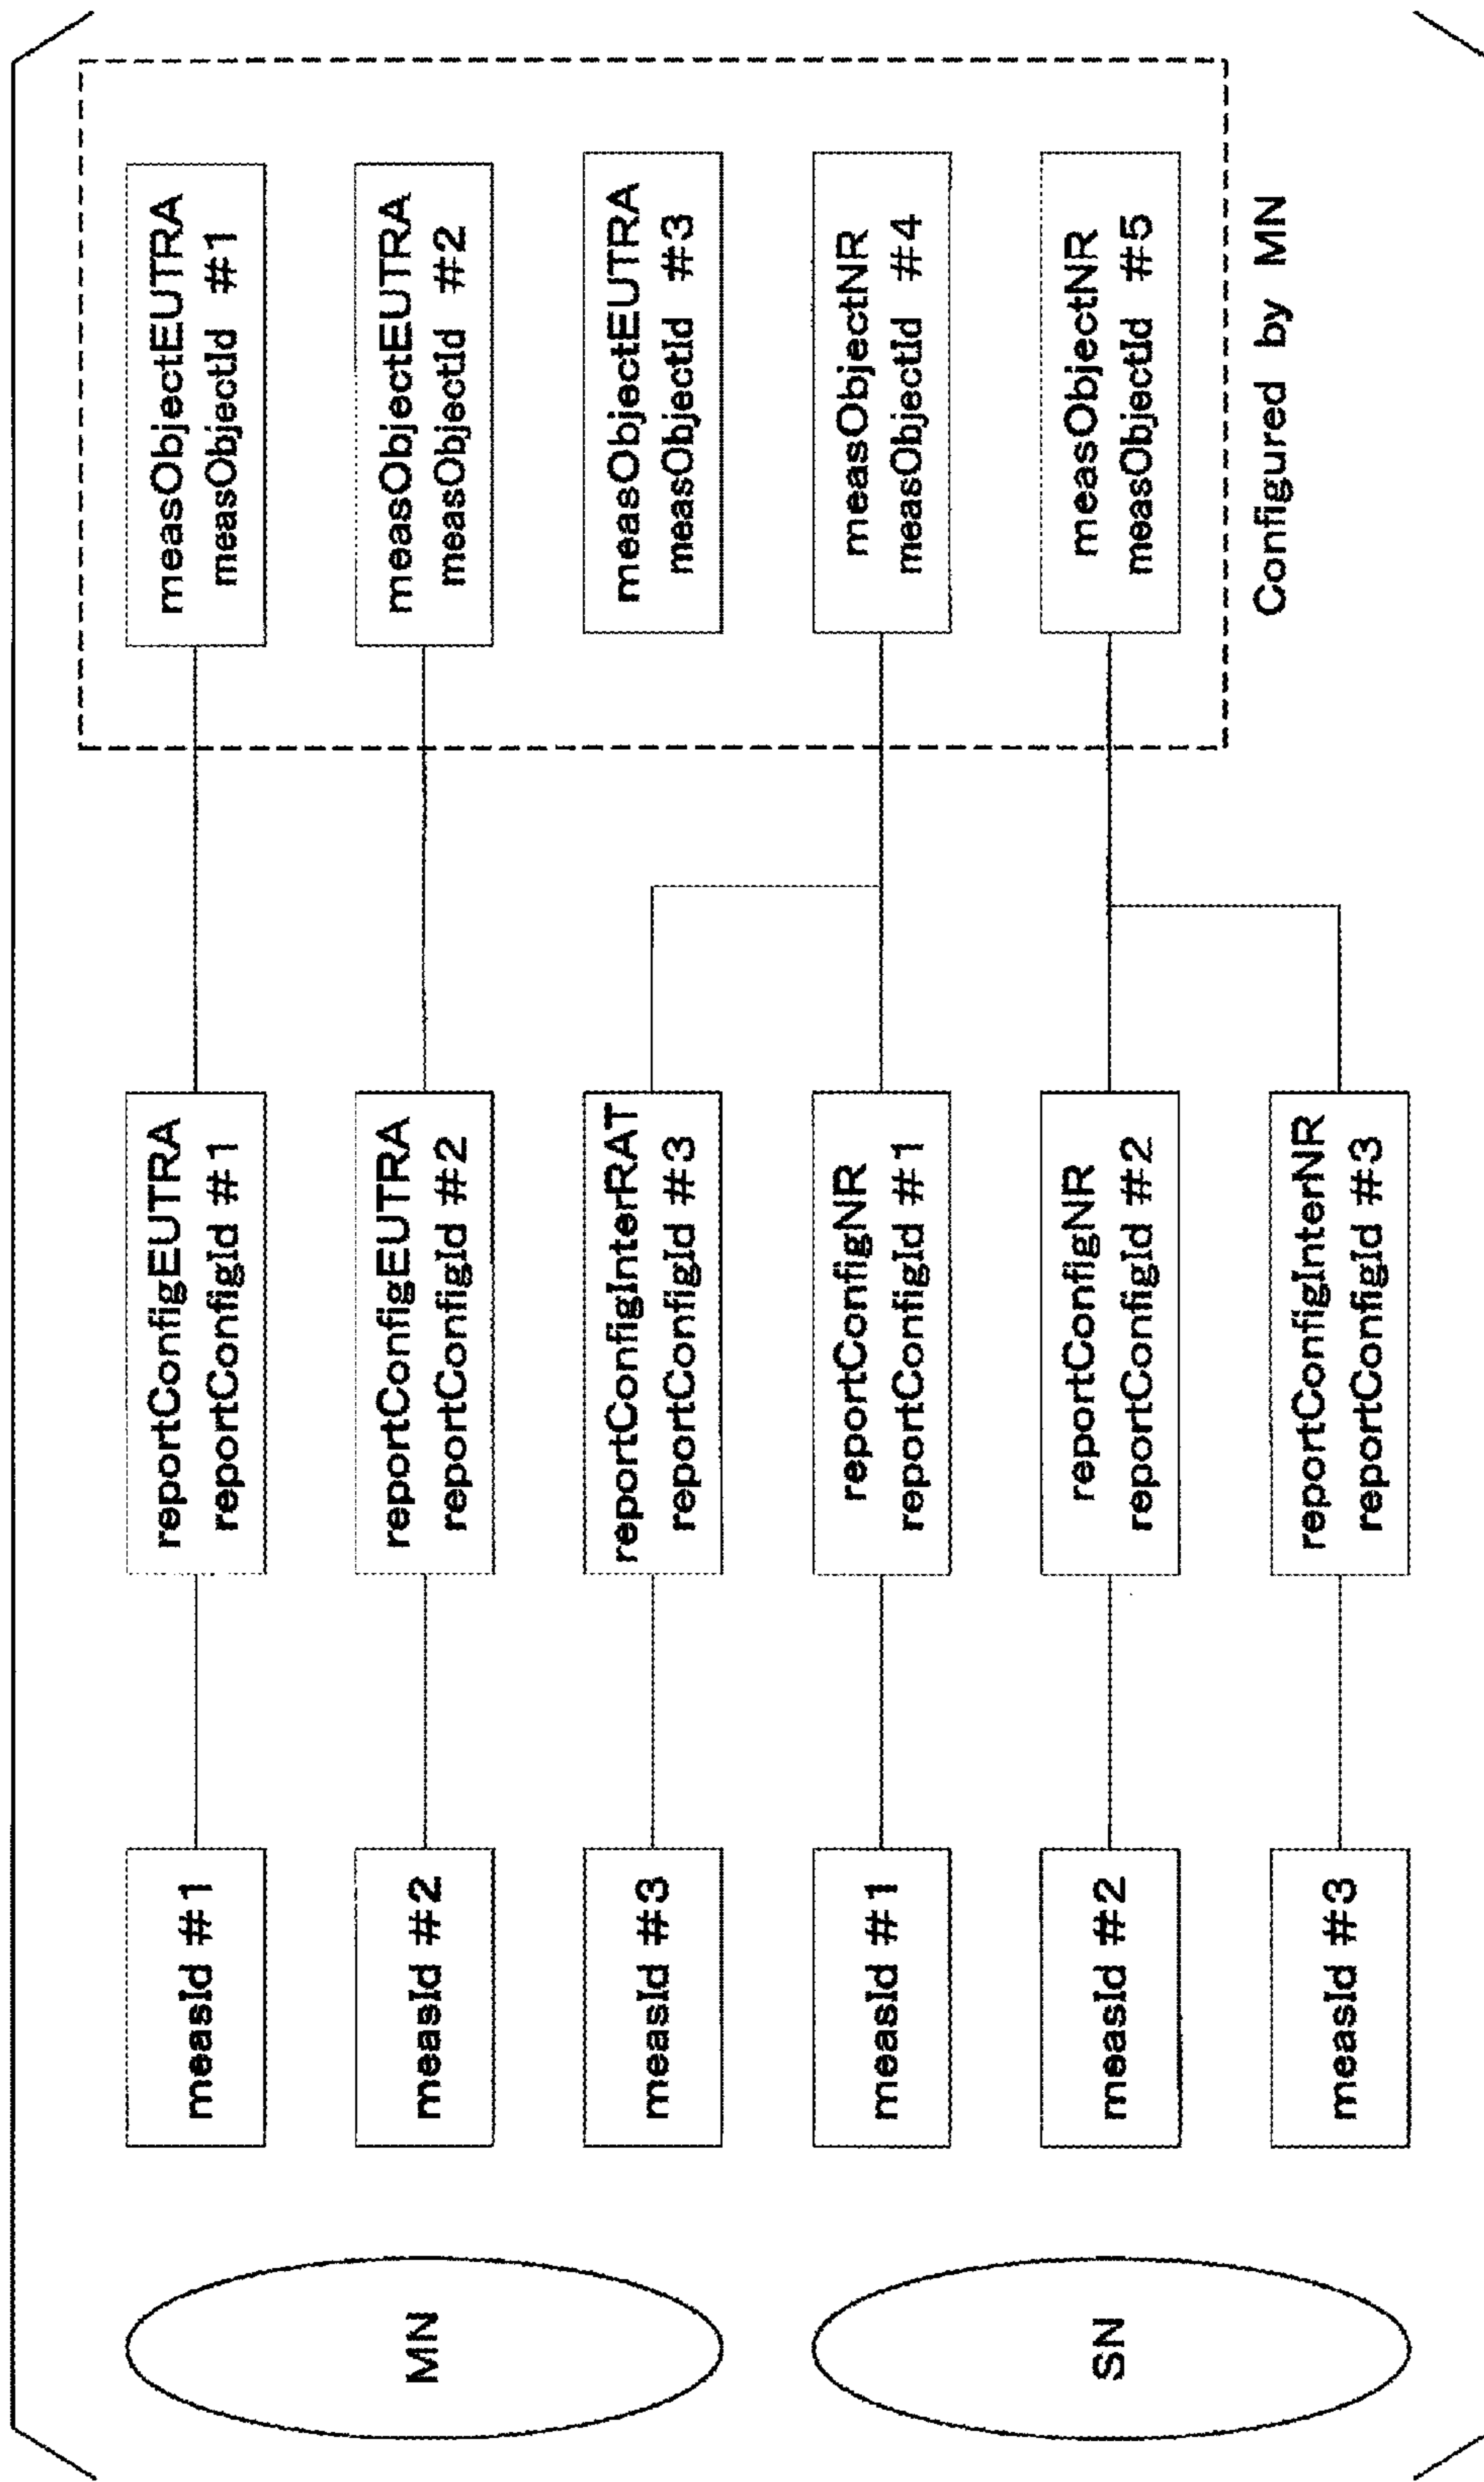 MN
measId #1
reportConfigEUTRA
reportConfigId #1
measObjectEUTRA
measObjectId #1
measId #2
reportConfigEUTRA
reportConfigId #2
measObjectEUTRA
measObjectId #2
measId #3
reportConfigInterRAT
reportConfigId #3
measObjectEUTRA
measObjectId #3
SN
measId #1
reportConfigNR
reportConfigId #1
measObjectNR
measObjectId #4
measId #2
reportConfigNR
reportConfigId #2
measObjectNR
measObjectId #5
measId #3
reportConfigInterNR
reportConfigId #3
Configured by MN